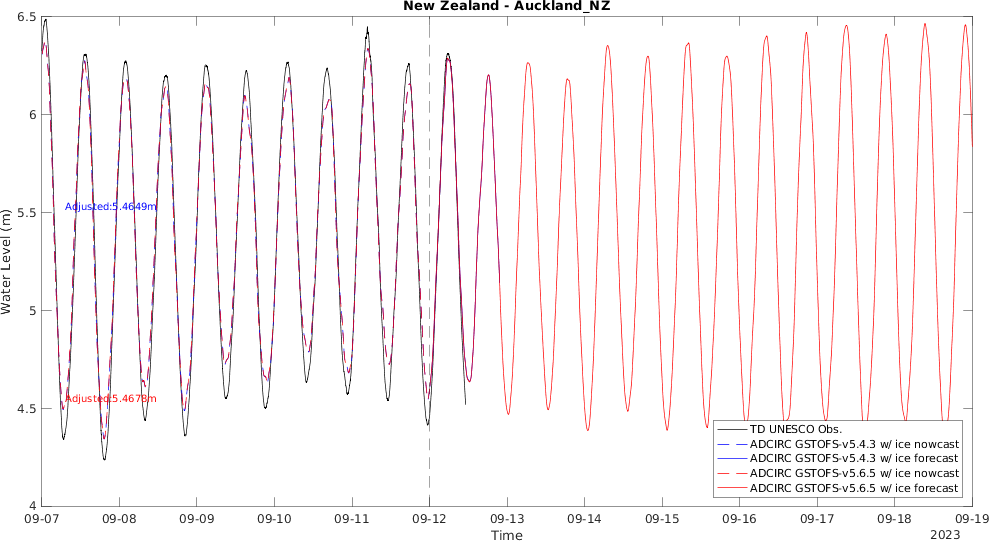 New Zealand - Auckland_NZ
6.5
6
5.5
5
4.5
4
Water Level (m)
Adjusted:5.4649m
Adjusted:5.4678m
TD UNESCO Obs.
ADCIRC GSTOFS-v5.4.3 w/ ice nowcast
ADCIRC GSTOFS-v5.4.3 w/ ice forecast
ADCIRC GSTOFS-v5.6.5 w/ ice nowcast
ADCIRC GSTOFS-v5.6.5 w/ ice forecast
09-07 09-08 09-09 09-10 09-11 09-12 09-13 09-14 09-15 09-16 09-17 09-18 09-19
Time
2023